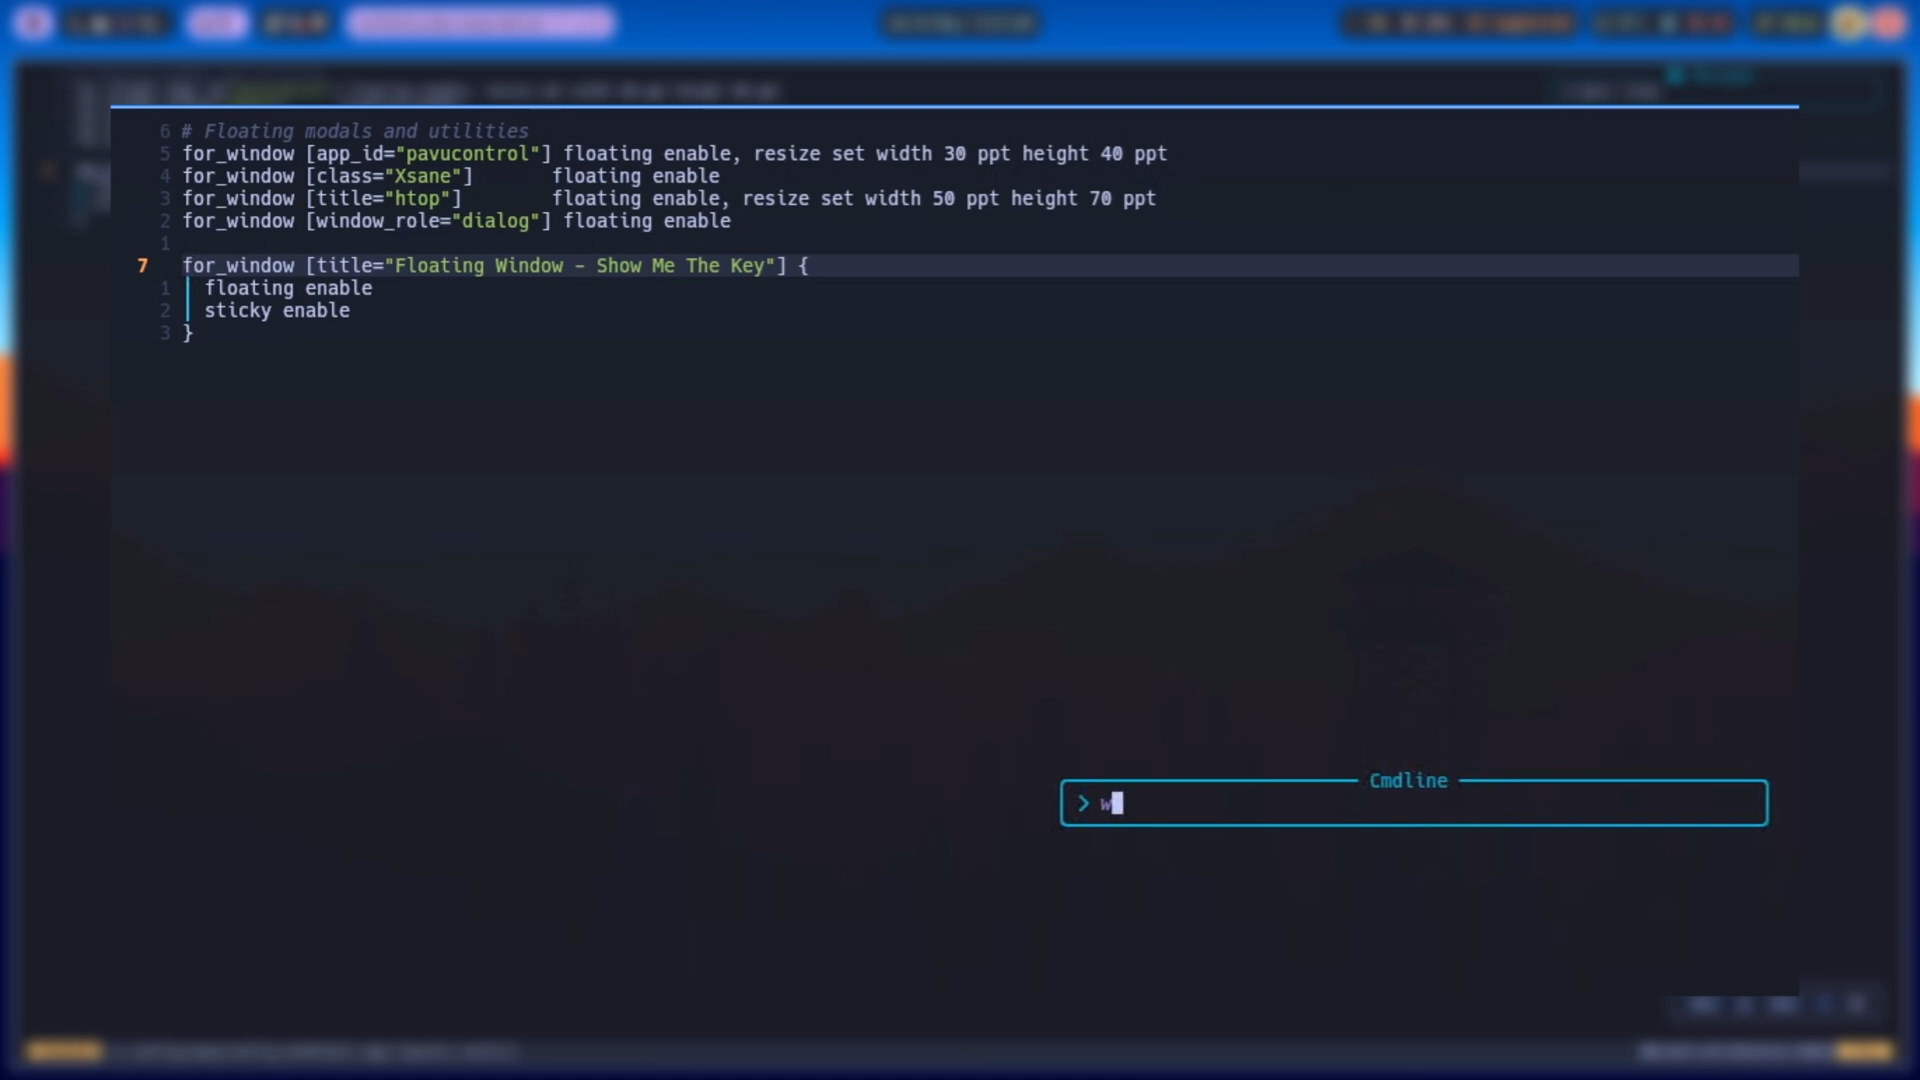 6 # Floating modals and utilities
5 for_window [app_id="pavucontrol"] floating enable, resize set width 30 ppt height 40 ppt
4 for_window [class="Xsane"]       floating enable
3 for_window [title="htop"]        floating enable, resize set width 50 ppt height 70 ppt
2 for_window [window_role="dialog"] floating enable
1
7 for_window [title="Floating Window - Show Me The Key"] {
1   floating enable
2   sticky enable
3 }
Cmdline
> w